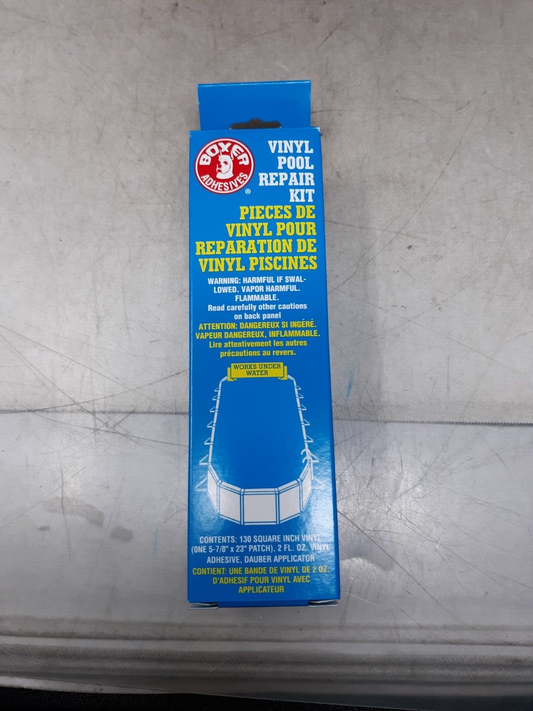 BOXER
ADHESIVES
®
VINYL
POOL
REPAIR
KIT
PIECES DE
VINYL POUR
REPARATION DE
VINYL PISCINES
WARNING: HARMFUL IF SWAL-
LOWED. VAPOR HARMFUL.
FLAMMABLE.
Read carefully other cautions
on back panel
ATTENTION: DANGEREUX SI INGÉRÉ.
VAPEUR DANGEREUX, INFLAMMABLE.
Lire attentivement les autres
précautions au revers.
WORKS UNDER
WATER
CONTENTS: 130 SQUARE INCH VINYL
(ONE 5-7/8" x 23" PATCH), 2 FL. OZ. VINYL
ADHESIVE, DAUBER APPLICATOR
CONTIENT: UNE BANDE DE VINYL DE 2 OZ.
D'ADHESIF POUR VINYL AVEC
APPLICATEUR